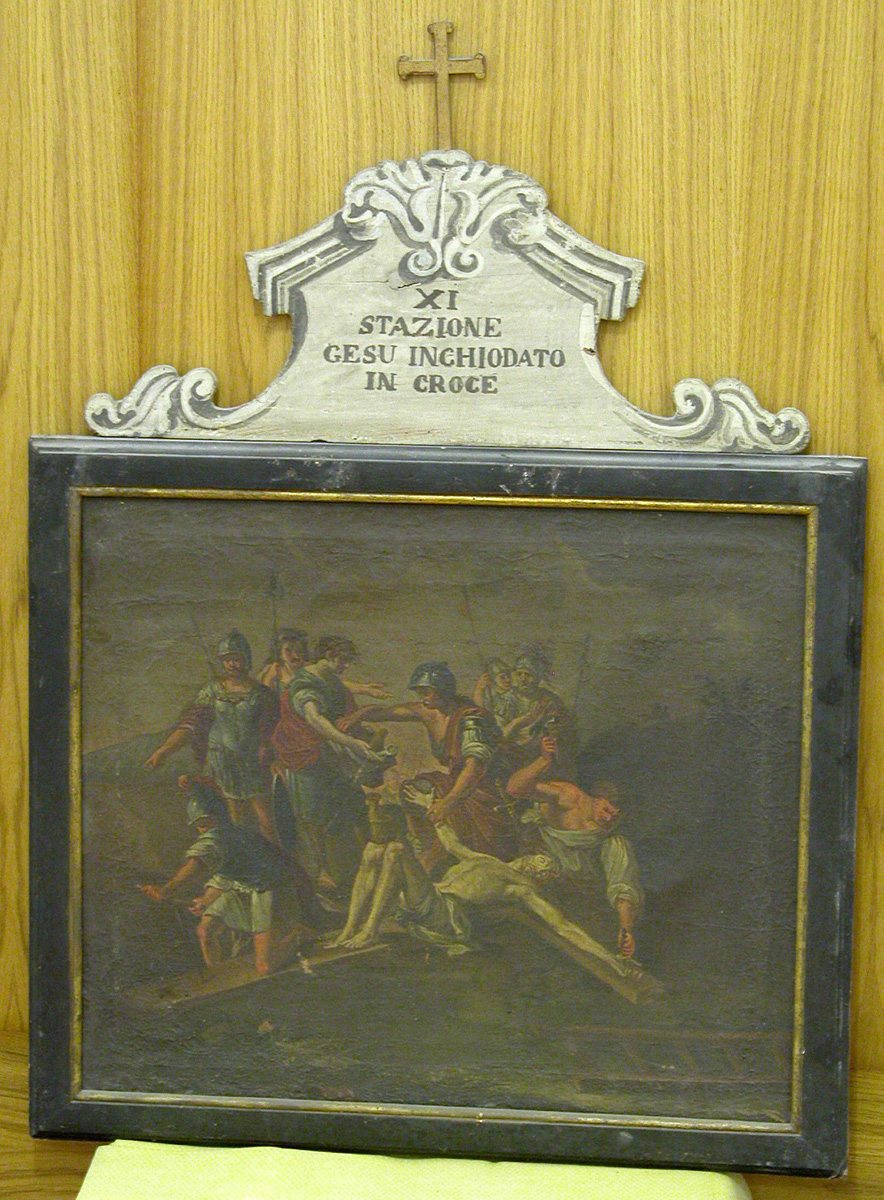 XI
STAZIONE
GESU INCHIODATO
IN CROCE